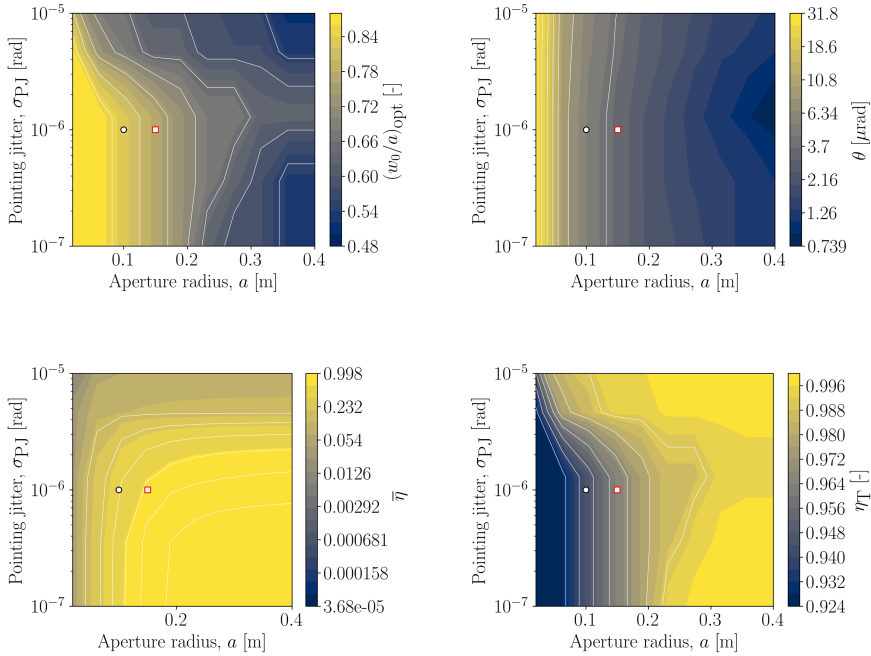 10⁻⁵
10⁻⁶
10⁻⁷
Pointing jitter, σPJ [rad]
0.1 0.2 0.3 0.4
Aperture radius, a [m]
0.84
0.78
0.72
0.66
0.60
0.54
0.48
(w₀/a)opt [-]
10⁻⁵
10⁻⁶
10⁻⁷
Pointing jitter, σPJ [rad]
0.1 0.2 0.3 0.4
Aperture radius, a [m]
31.8
18.6
10.8
6.34
3.7
2.16
1.26
0.739
θ [μrad]
10⁻⁵
10⁻⁶
10⁻⁷
Pointing jitter, σPJ [rad]
0.2 0.4
Aperture radius, a [m]
0.998
0.232
0.054
0.0126
0.00292
0.000681
0.000158
3.68e-05
η̅
10⁻⁵
10⁻⁶
10⁻⁷
Pointing jitter, σPJ [rad]
0.1 0.2 0.3 0.4
Aperture radius, a [m]
0.996
0.988
0.980
0.972
0.964
0.956
0.948
0.940
0.932
0.924
ηT [-]